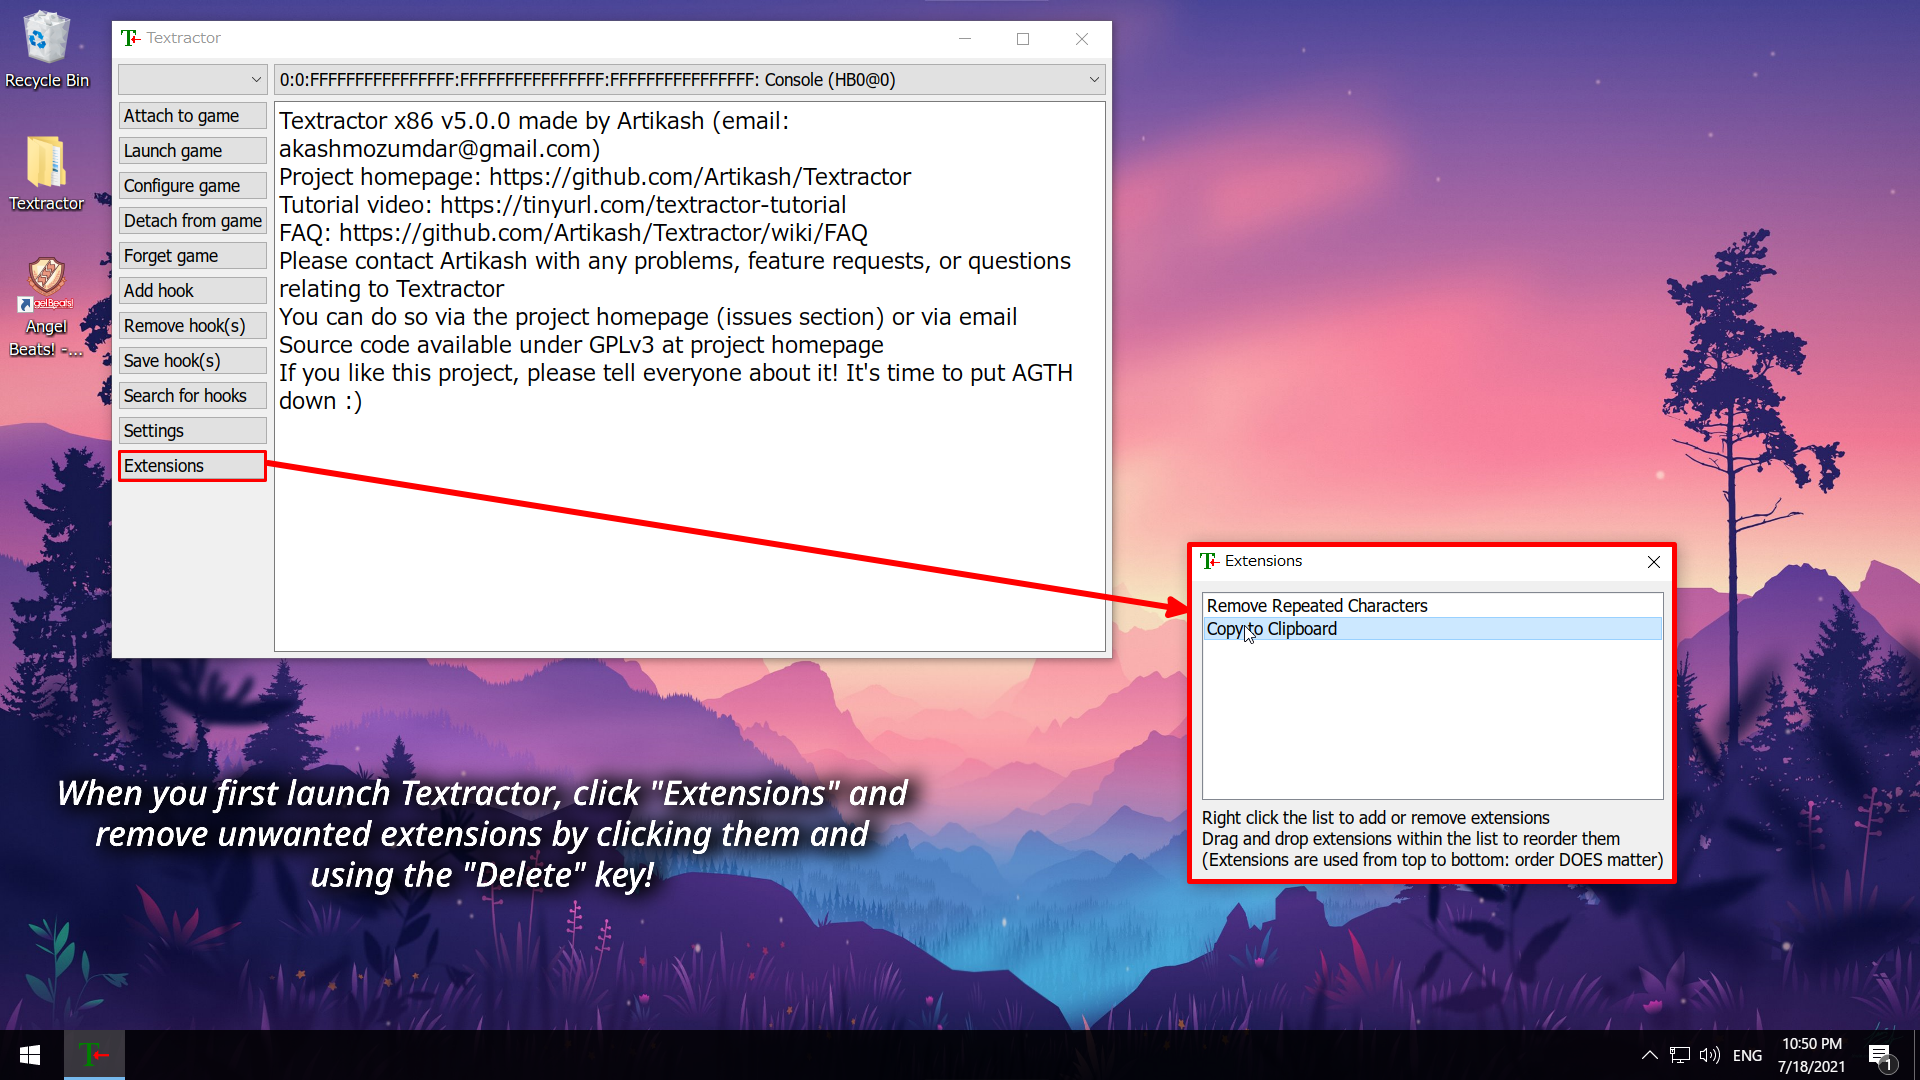 Recycle Bin
Textractor
AngelBeats!
Angel
Beats! -...
Textractor
0:0:FFFFFFFFFFFFFFFF:FFFFFFFFFFFFFFFF:FFFFFFFFFFFFFFFF: Console (HB0@0)
Attach to game
Launch game
Configure game
Detach from game
Forget game
Add hook
Remove hook(s)
Save hook(s)
Search for hooks
Settings
Extensions
Textractor x86 v5.0.0 made by Artikash (email:
akashmozumdar@gmail.com)
Project homepage: https://github.com/Artikash/Textractor
Tutorial video: https://tinyurl.com/textractor-tutorial
FAQ: https://github.com/Artikash/Textractor/wiki/FAQ
Please contact Artikash with any problems, feature requests, or questions
relating to Textractor
You can do so via the project homepage (issues section) or via email
Source code available under GPLv3 at project homepage
If you like this project, please tell everyone about it! It's time to put AGTH
down :)
Extensions
Remove Repeated Characters
Copy to Clipboard
Right click the list to add or remove extensions
Drag and drop extensions within the list to reorder them
(Extensions are used from top to bottom: order DOES matter)
When you first launch Textractor, click "Extensions" and
remove unwanted extensions by clicking them and
using the "Delete" key!
ENG
10:50 PM
7/18/2021
1